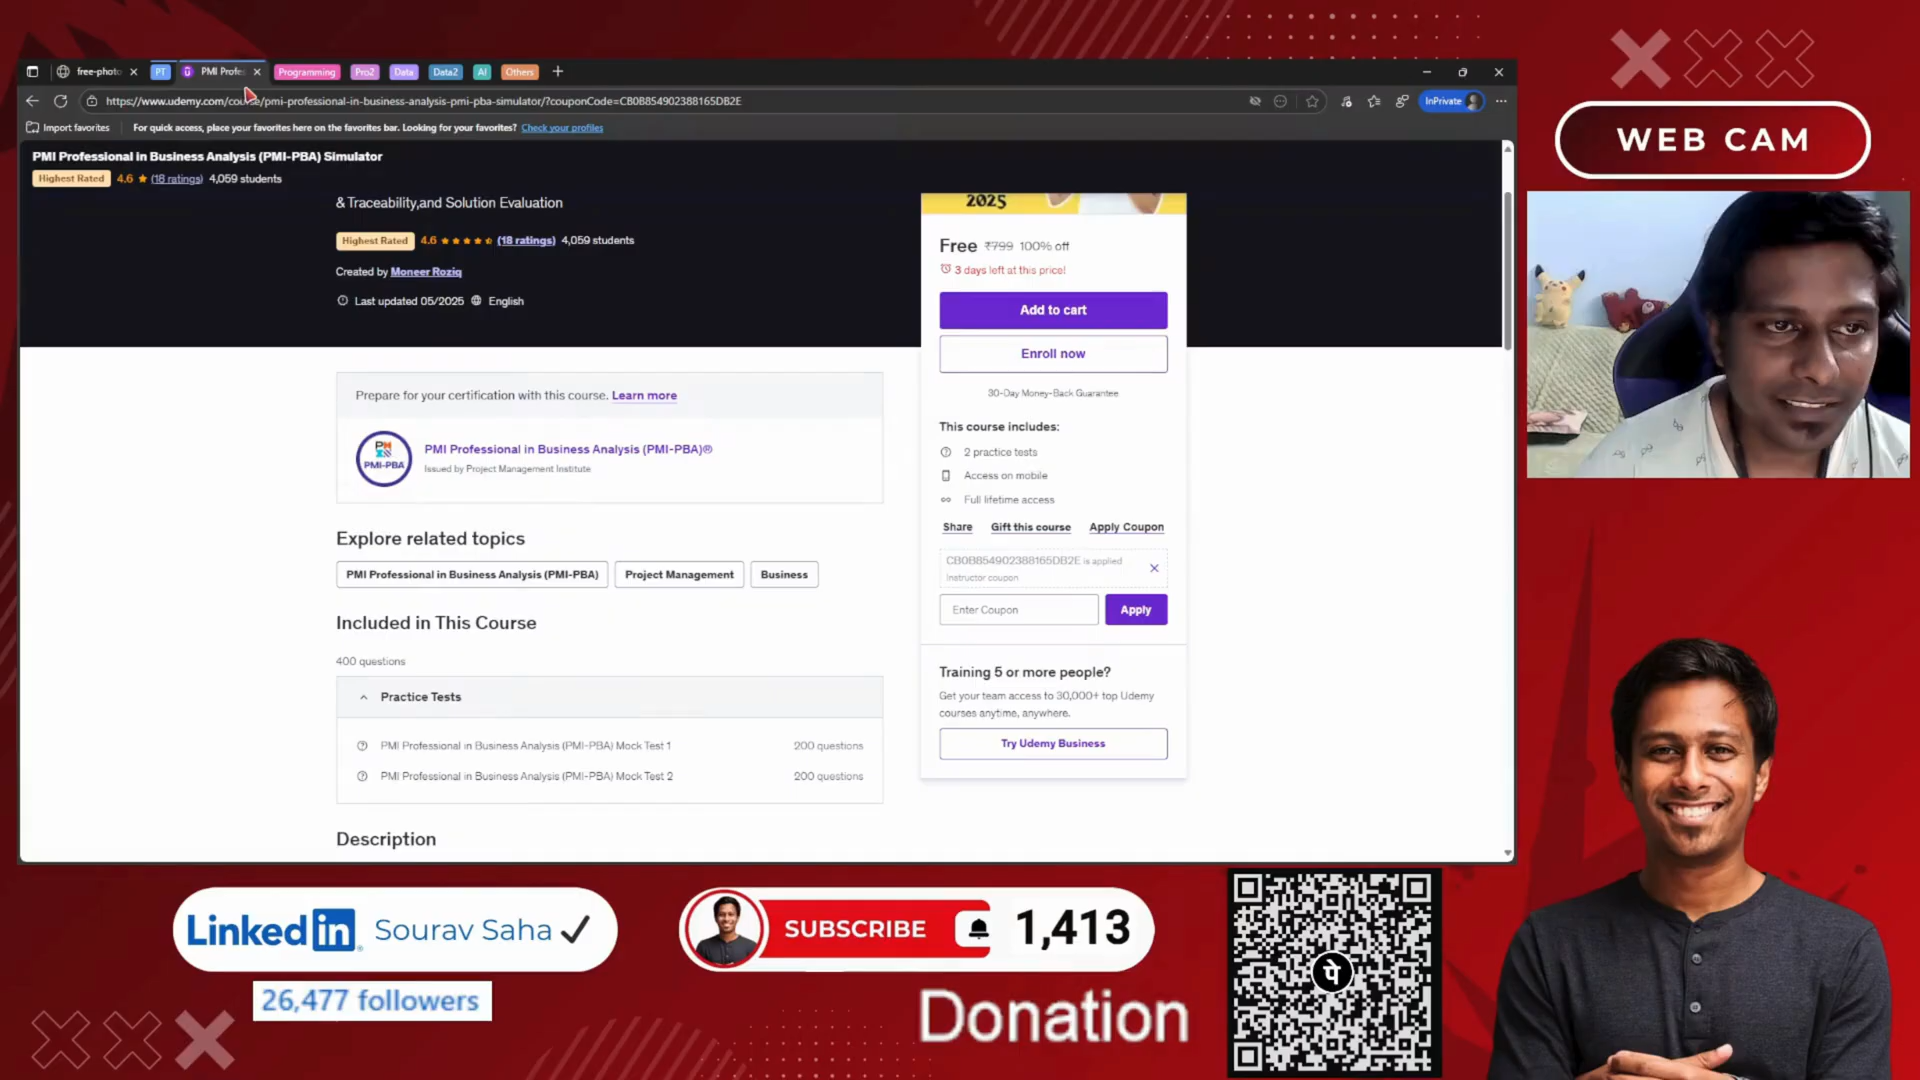 free-photo
PT
PMI Profes
Programming
Pro2
Data
Data2
AI
Others
https://www.udemy.com/course/pmi-professional-in-business-analysis-pmi-pba-simulator/?couponCode=CB0B854902388165DB2E
InPrivate
Import favorites
For quick access, place your favorites here on the favorites bar. Looking for your favorites? Check your profiles
PMI Professional in Business Analysis (PMI-PBA) Simulator
Highest Rated 4.6 (18 ratings) 4,059 students
& Traceability,and Solution Evaluation
Highest Rated 4.6 (18 ratings) 4,059 students
Created by Moneer Roziq
Last updated 05/2025 English
2025
Free ₹799 100% off
3 days left at this price!
Add to cart
Enroll now
30-Day Money-Back Guarantee
This course includes:
2 practice tests
Access on mobile
Full lifetime access
Share Gift this course Apply Coupon
CB0B854902388165DB2E is applied
Instructor coupon
Enter Coupon
Apply
Training 5 or more people?
Get your team access to 30,000+ top Udemy
courses anytime, anywhere.
Try Udemy Business
Prepare for your certification with this course. Learn more
PMI-PBA
PMI Professional in Business Analysis (PMI-PBA)®
Issued by Project Management Institute
Explore related topics
PMI Professional in Business Analysis (PMI-PBA)
Project Management
Business
Included in This Course
400 questions
Practice Tests
PMI Professional in Business Analysis (PMI-PBA) Mock Test 1 200 questions
PMI Professional in Business Analysis (PMI-PBA) Mock Test 2 200 questions
Description
WEB CAM
Linkedin Sourav Saha
26,477 followers
SUBSCRIBE
1,413
Donation
पे